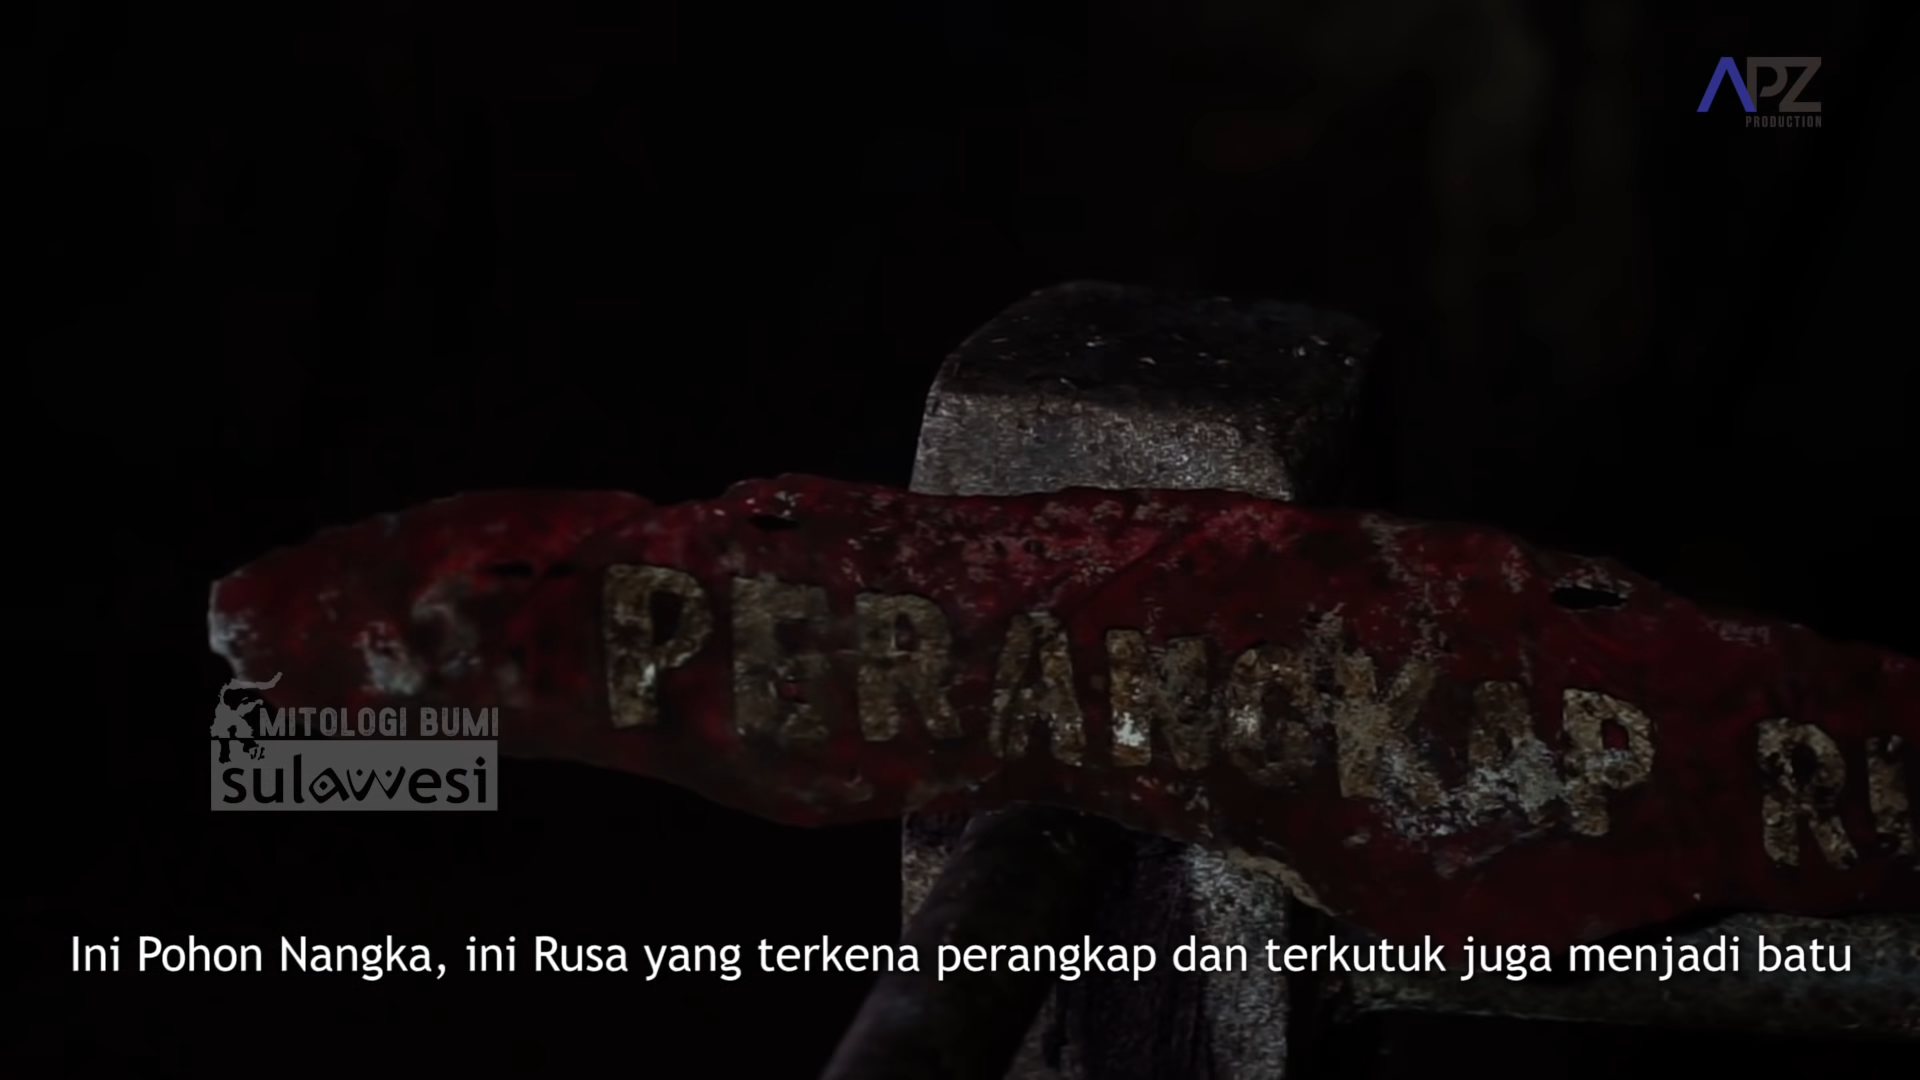 APZ
PRODUCTION
PERANGKAP RU
MITOLOGI BUMI
sulawesi
Ini Pohon Nangka, ini Rusa yang terkena perangkap dan terkutuk juga menjadi batu